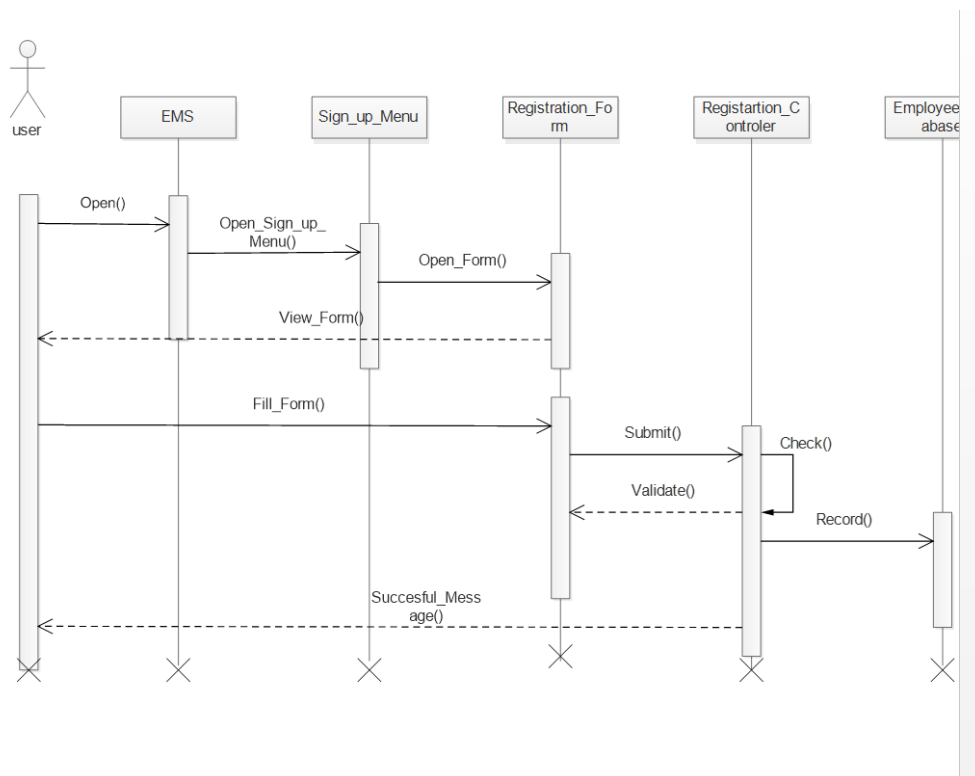 user
EMS
Sign_up_Menu
Registration_Fo
rm
Registartion_C
ontroler
Employee
abase
Open()
Open_Sign_up_
Menu()
Open_Form()
View_Form()
Fill_Form()
Submit()
Check()
Validate()
Record()
Succesful_Mess
age()